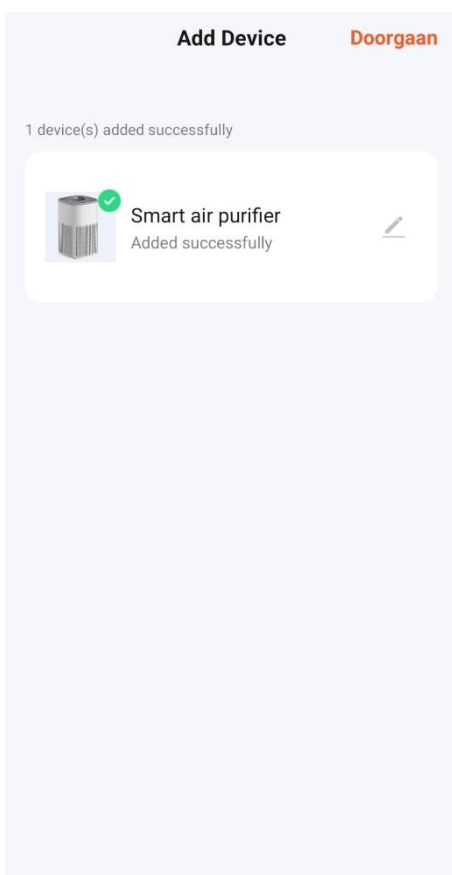 Add Device Doorgaan
1 device(s) added successfully
Smart air purifier
Added successfully